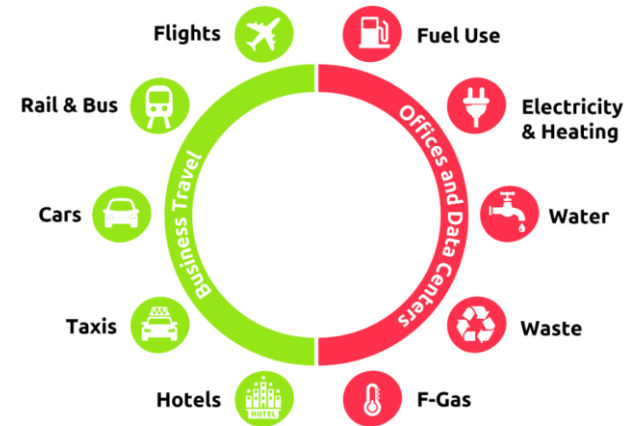 Flights
Fuel Use
Rail & Bus
Electricity
& Heating
Cars
Water
Taxis
Waste
Hotels
HOTEL
F-Gas
Business Travel
Offices and Data Centers